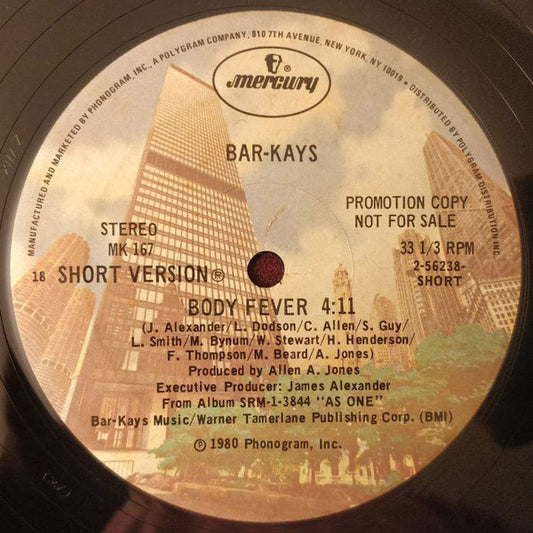 MANUFACTURED AND MARKETED BY PHONOGRAM, INC., A POLYGRAM COMPANY, 810 7TH AVENUE, NEW YORK, NY 10019 • DISTRIBUTED BY POLYGRAM DISTRIBUTION, INC.
®
mercury
BAR-KAYS
STEREO
MK 167
18 SHORT VERSION®
PROMOTION COPY
NOT FOR SALE
33 1/3 RPM
2-56238-
SHORT
BODY FEVER 4:11
(J. Alexander/L. Dodson/C. Allen/S. Guy/
L. Smith/M. Bynum/W. Stewart/H. Henderson/
F. Thompson/M. Beard/A. Jones)
Produced by Allen A. Jones
Executive Producer: James Alexander
From Album SRM-1-3844 "AS ONE"
Bar-Kays Music/Warner Tamerlane Publishing Corp. (BMI)
℗ 1980 Phonogram, Inc.